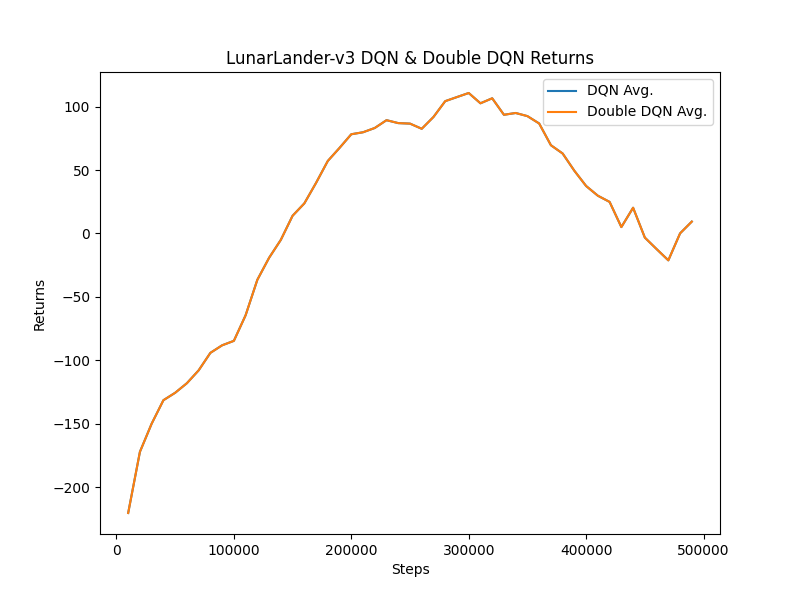 LunarLander-v3 DQN & Double DQN Returns
DQN Avg.
Double DQN Avg.
100
50
0
−50
−100
−150
−200
Returns
0 100000 200000 300000 400000 500000
Steps